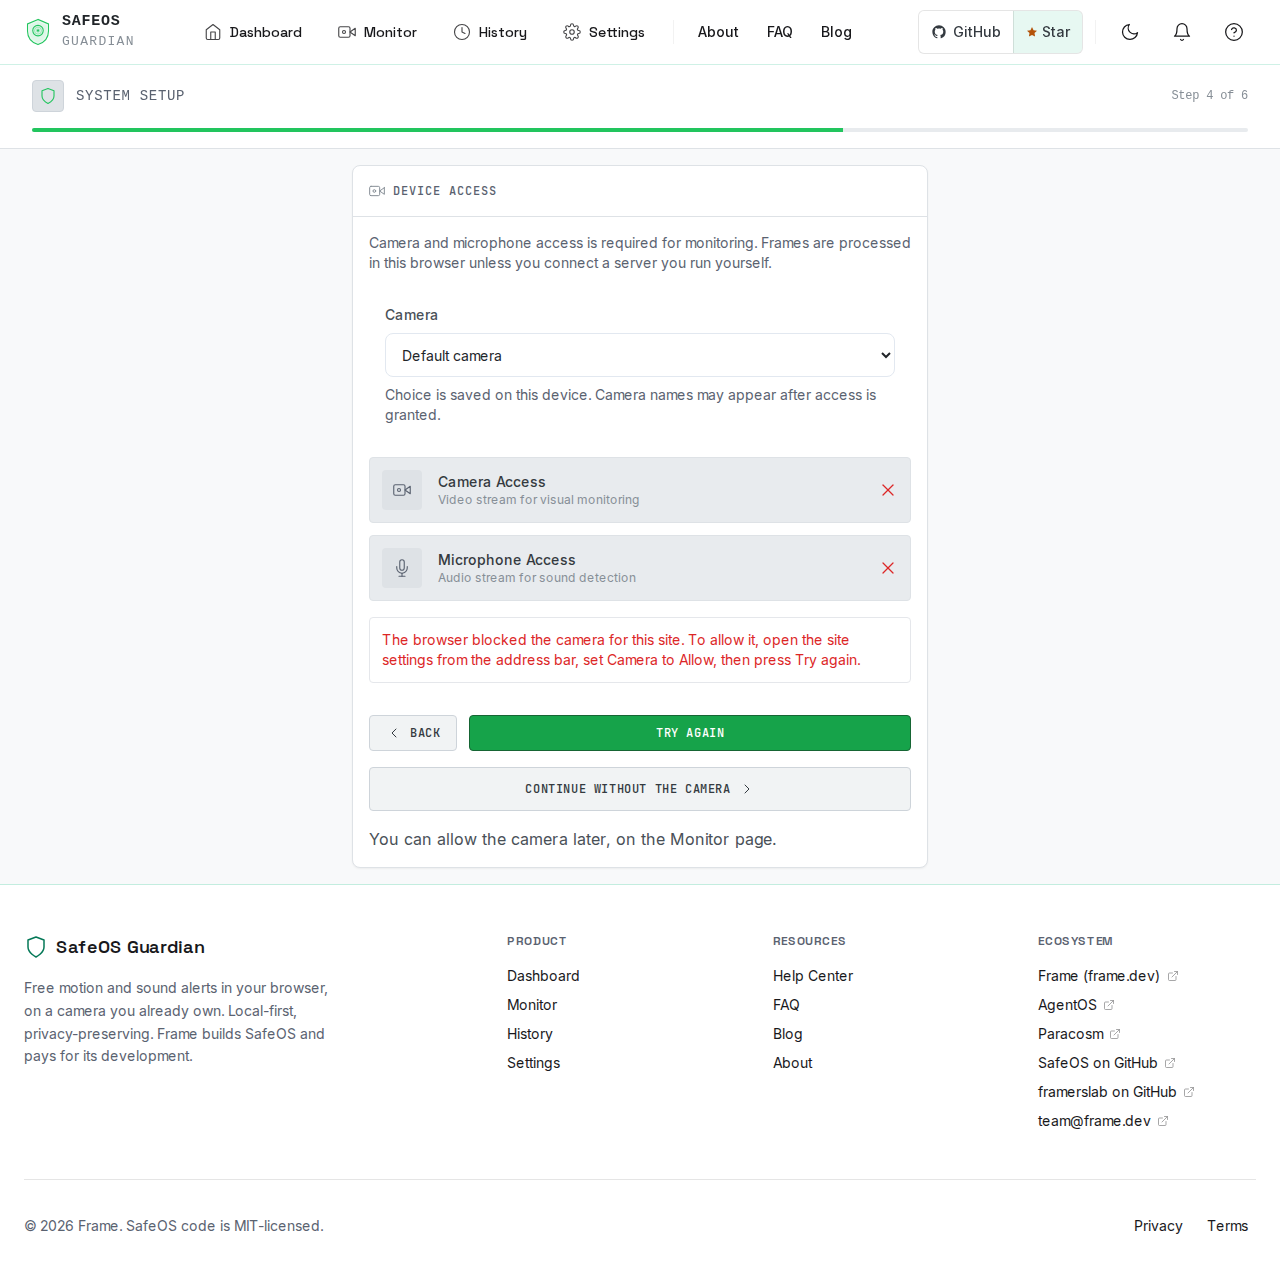 SAFEOS
GUARDIAN
Dashboard
Monitor
History
Settings
About
FAQ
Blog
GitHub
Star
SYSTEM SETUP
Step 4 of 6
DEVICE ACCESS
Camera and microphone access is required for monitoring. Frames are processed
in this browser unless you connect a server you run yourself.
Camera
Default camera
Choice is saved on this device. Camera names may appear after access is
granted.
Camera Access
Video stream for visual monitoring
Microphone Access
Audio stream for sound detection
The browser blocked the camera for this site. To allow it, open the site
settings from the address bar, set Camera to Allow, then press Try again.
BACK
TRY AGAIN
CONTINUE WITHOUT THE CAMERA
You can allow the camera later, on the Monitor page.
SafeOS Guardian
Free motion and sound alerts in your browser,
on a camera you already own. Local-first,
privacy-preserving. Frame builds SafeOS and
pays for its development.
PRODUCT
Dashboard
Monitor
History
Settings
RESOURCES
Help Center
FAQ
Blog
About
ECOSYSTEM
Frame (frame.dev)
AgentOS
Paracosm
SafeOS on GitHub
framerslab on GitHub
team@frame.dev
© 2026 Frame. SafeOS code is MIT-licensed.
Privacy
Terms